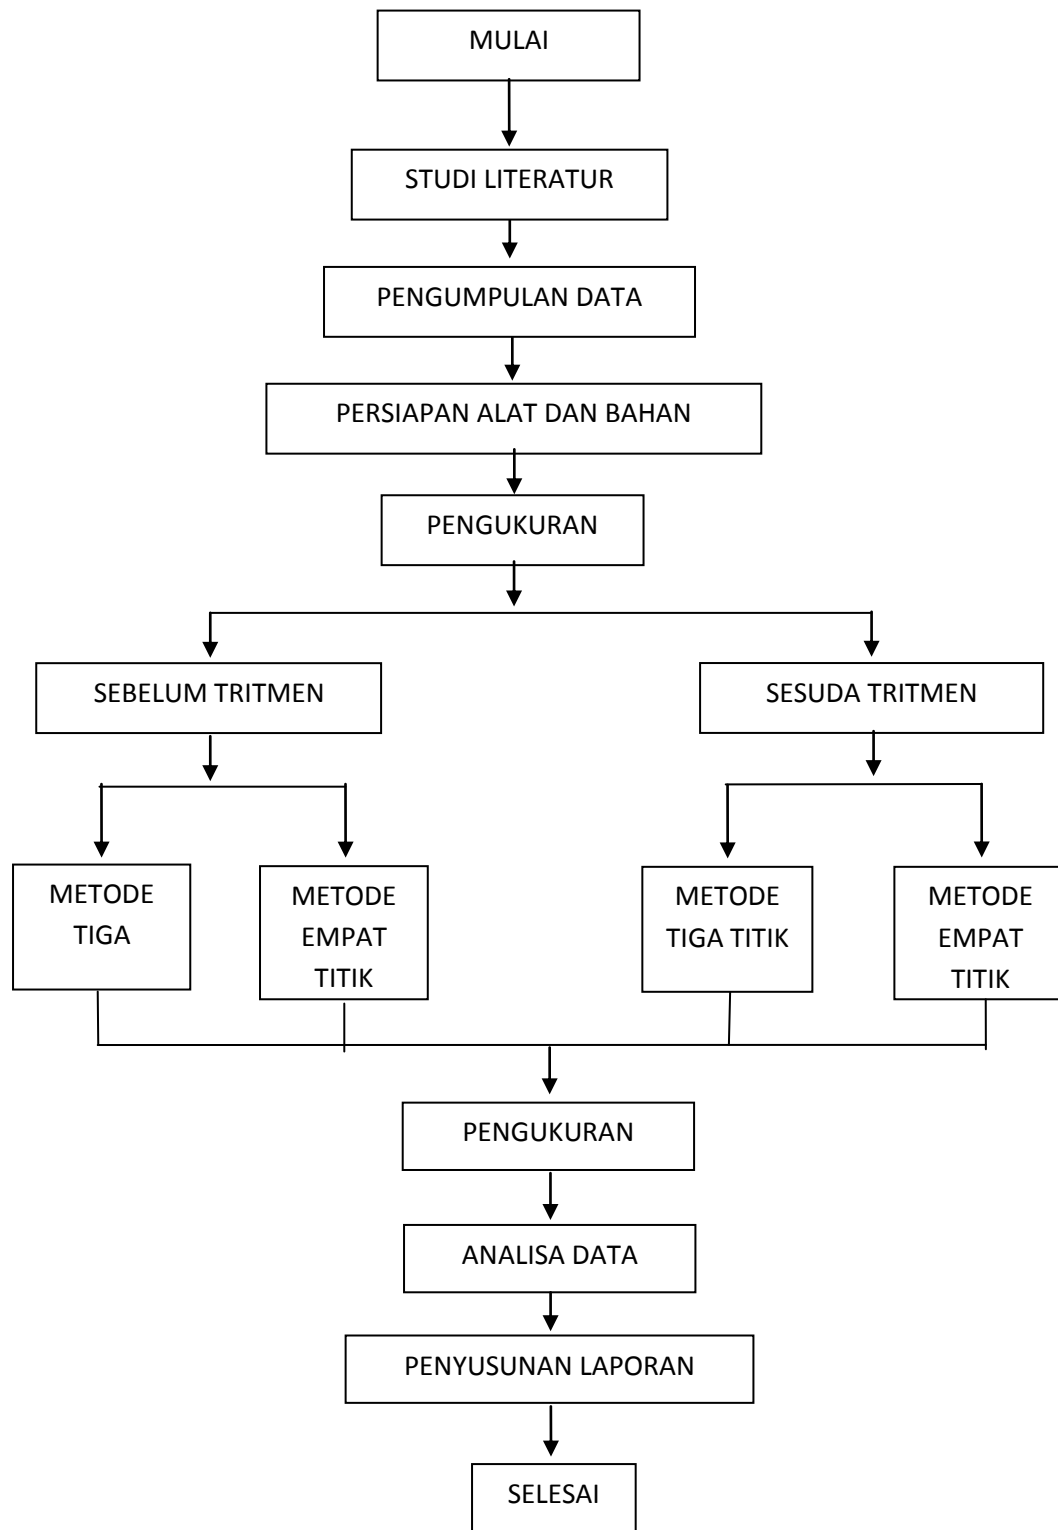 MULAI
STUDI LITERATUR
PENGUMPULAN DATA
PERSIAPAN ALAT DAN BAHAN
PENGUKURAN
SEBELUM TRITMEN
SESUDA TRITMEN
METODE
TIGA
METODE
EMPAT
TITIK
METODE
TIGA TITIK
METODE
EMPAT
TITIK
PENGUKURAN
ANALISA DATA
PENYUSUNAN LAPORAN
SELESAI